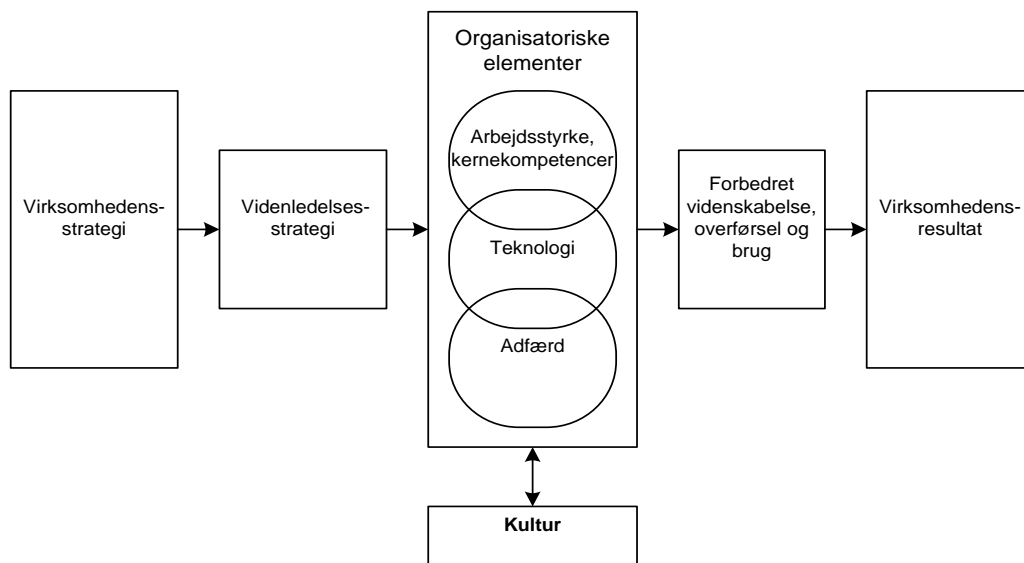 Virksomhedens-
strategi
Videnledelses-
strategi
Organisatoriske
elementer
Arbejdsstyrke,
kernekompetencer
Teknologi
Adfærd
Forbedret
videnskabelse,
overførsel og
brug
Virksomhedens-
resultat
Kultur